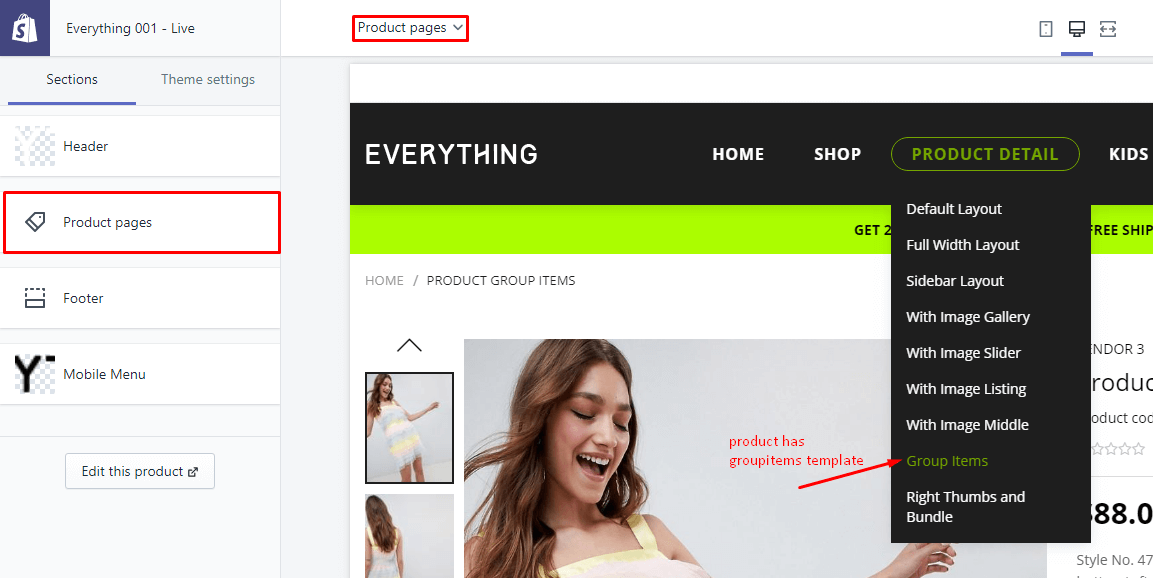 Everything 001 - Live
Product pages
Sections
Theme settings
Header
Product pages
Footer
Mobile Menu
Edit this product
EVERYTHING
HOME
SHOP
PRODUCT DETAIL
KIDS
Default Layout
Full Width Layout
Sidebar Layout
With Image Gallery
With Image Slider
With Image Listing
With Image Middle
Group Items
Right Thumbs and
Bundle
GET 2
FREE SHIP
HOME / PRODUCT GROUP ITEMS
product has
groupitems template
ENDOR 3
roduc
oduct cod
88.0
Style No. 47